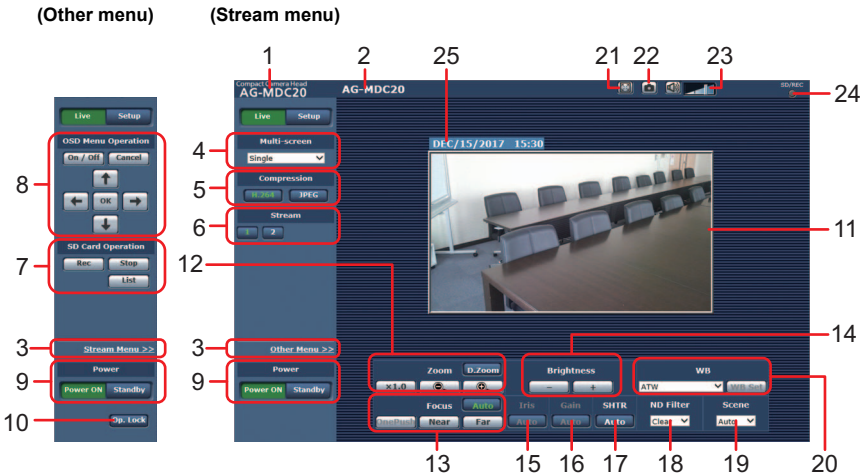 (Other menu)
(Stream menu)
1
2
25
21
22
23
24
Compact Camera Head
AG-MDC20
AG-MDC20
SD/REC
Live
Setup
OSD Menu Operation
On / Off
Cancel
OK
8
SD Card Operation
Rec
Stop
List
7
3
Stream Menu >>
Power
9
Power ON
Standby
10
Op. Lock
Live
Setup
4
Multi-screen
Single
5
Compression
H.264
JPEG
6
Stream
1
2
12
3
Other Menu >>
Power
9
Power ON
Standby
DEC/15/2017 15:30
11
14
Zoom
D.Zoom
×1.0
Brightness
−
+
WB
ATW
WB Set
Focus
Auto
OnePush
Near
Far
Iris
Auto
Gain
Auto
SHTR
Auto
ND Filter
Clear
Scene
Auto
13
15
16
17
18
19
20